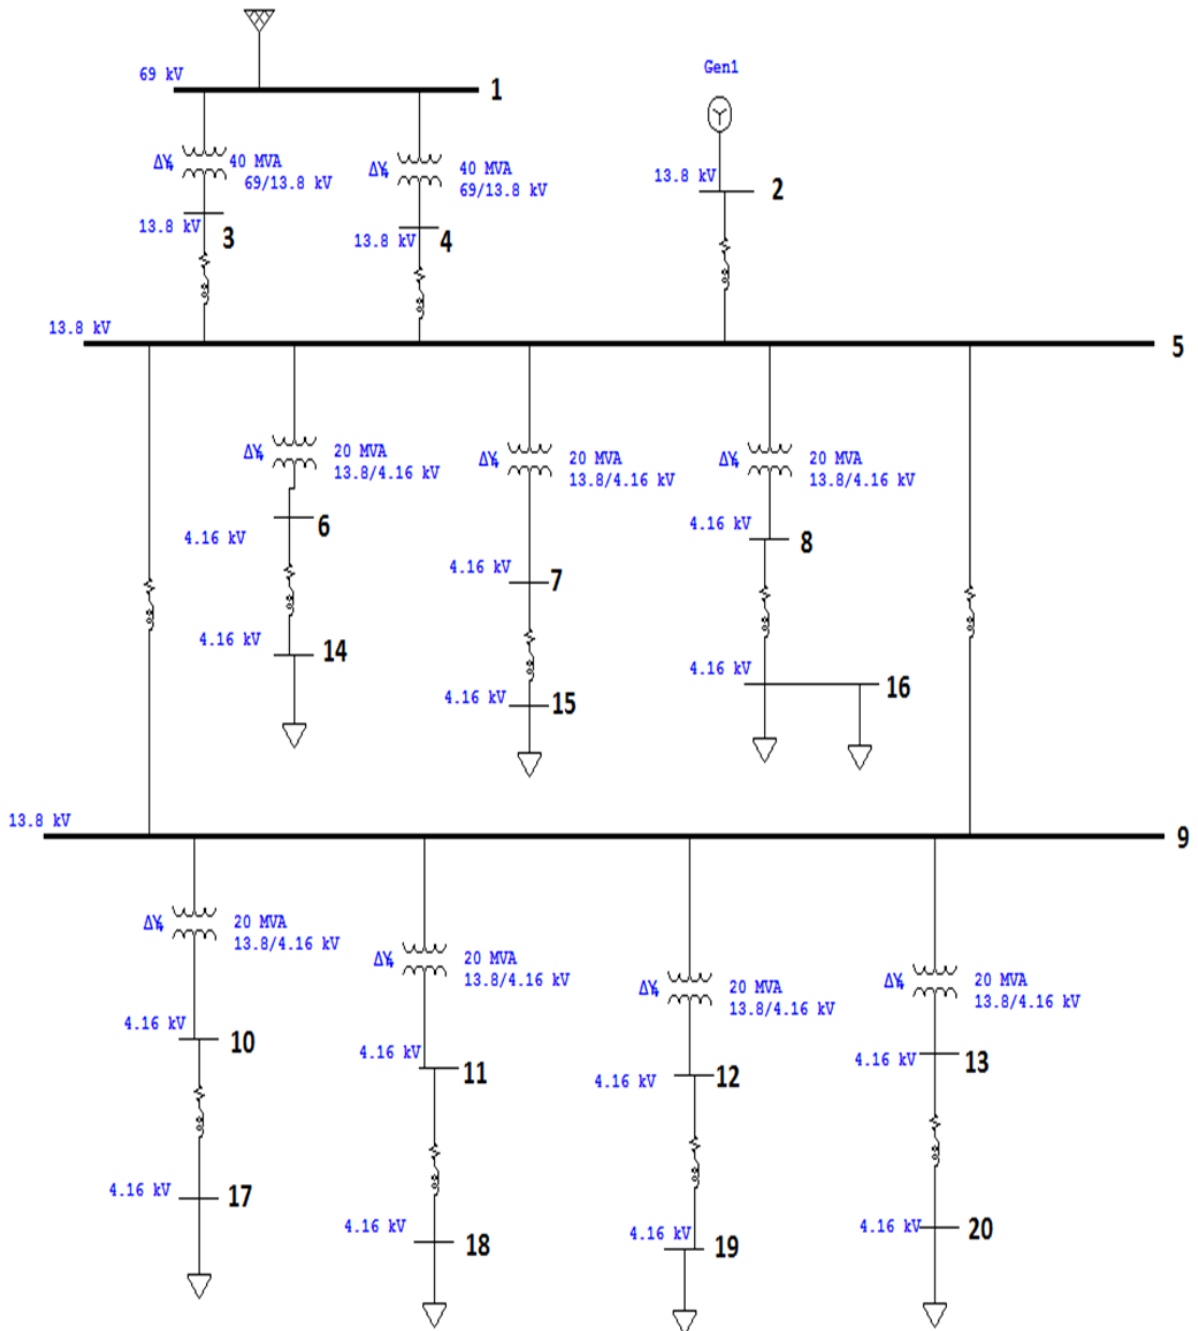 69 kV
1
Gen1
ΔY
40 MVA
69/13.8 kV
ΔY
40 MVA
69/13.8 kV
13.8 kV
2
13.8 kV
3
13.8 kV
4
13.8 kV
5
ΔY
20 MVA
13.8/4.16 kV
ΔY
20 MVA
13.8/4.16 kV
ΔY
20 MVA
13.8/4.16 kV
4.16 kV
6
4.16 kV
7
4.16 kV
8
4.16 kV
14
4.16 kV
15
4.16 kV
16
13.8 kV
9
ΔY
20 MVA
13.8/4.16 kV
ΔY
20 MVA
13.8/4.16 kV
ΔY
20 MVA
13.8/4.16 kV
ΔY
20 MVA
13.8/4.16 kV
4.16 kV
10
4.16 kV
11
4.16 kV
12
4.16 kV
13
4.16 kV
17
4.16 kV
18
4.16 kV
19
4.16 kV
20